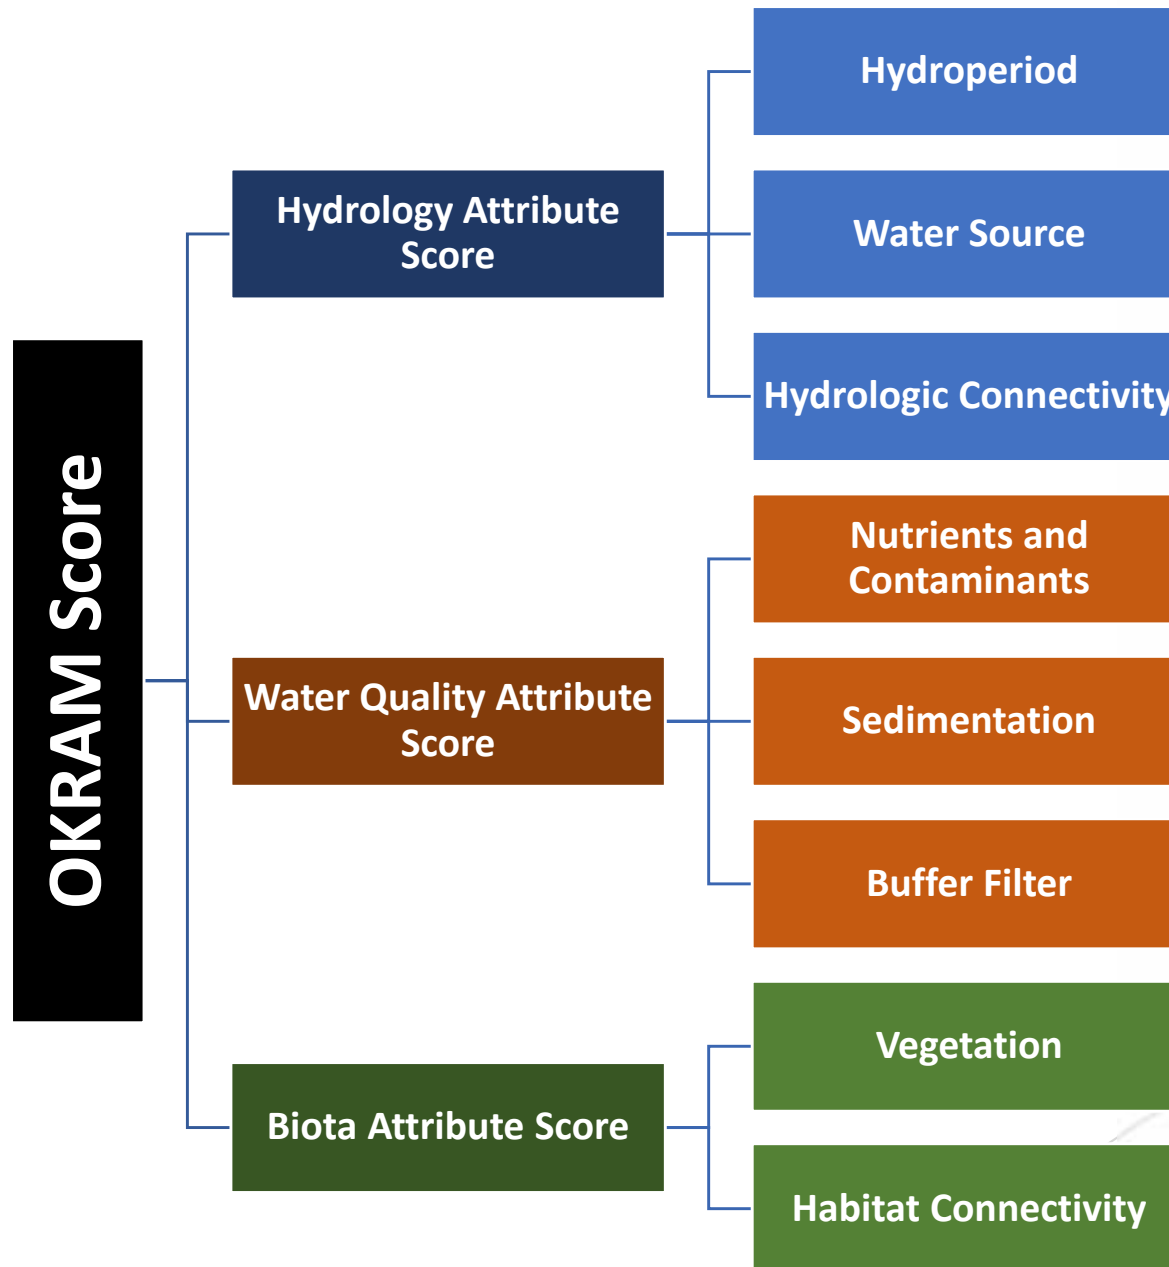 OKRAM Score
Hydrology Attribute
Score
Hydroperiod
Water Source
Hydrologic Connectivity
Water Quality Attribute
Score
Nutrients and
Contaminants
Sedimentation
Buffer Filter
Biota Attribute Score
Vegetation
Habitat Connectivity